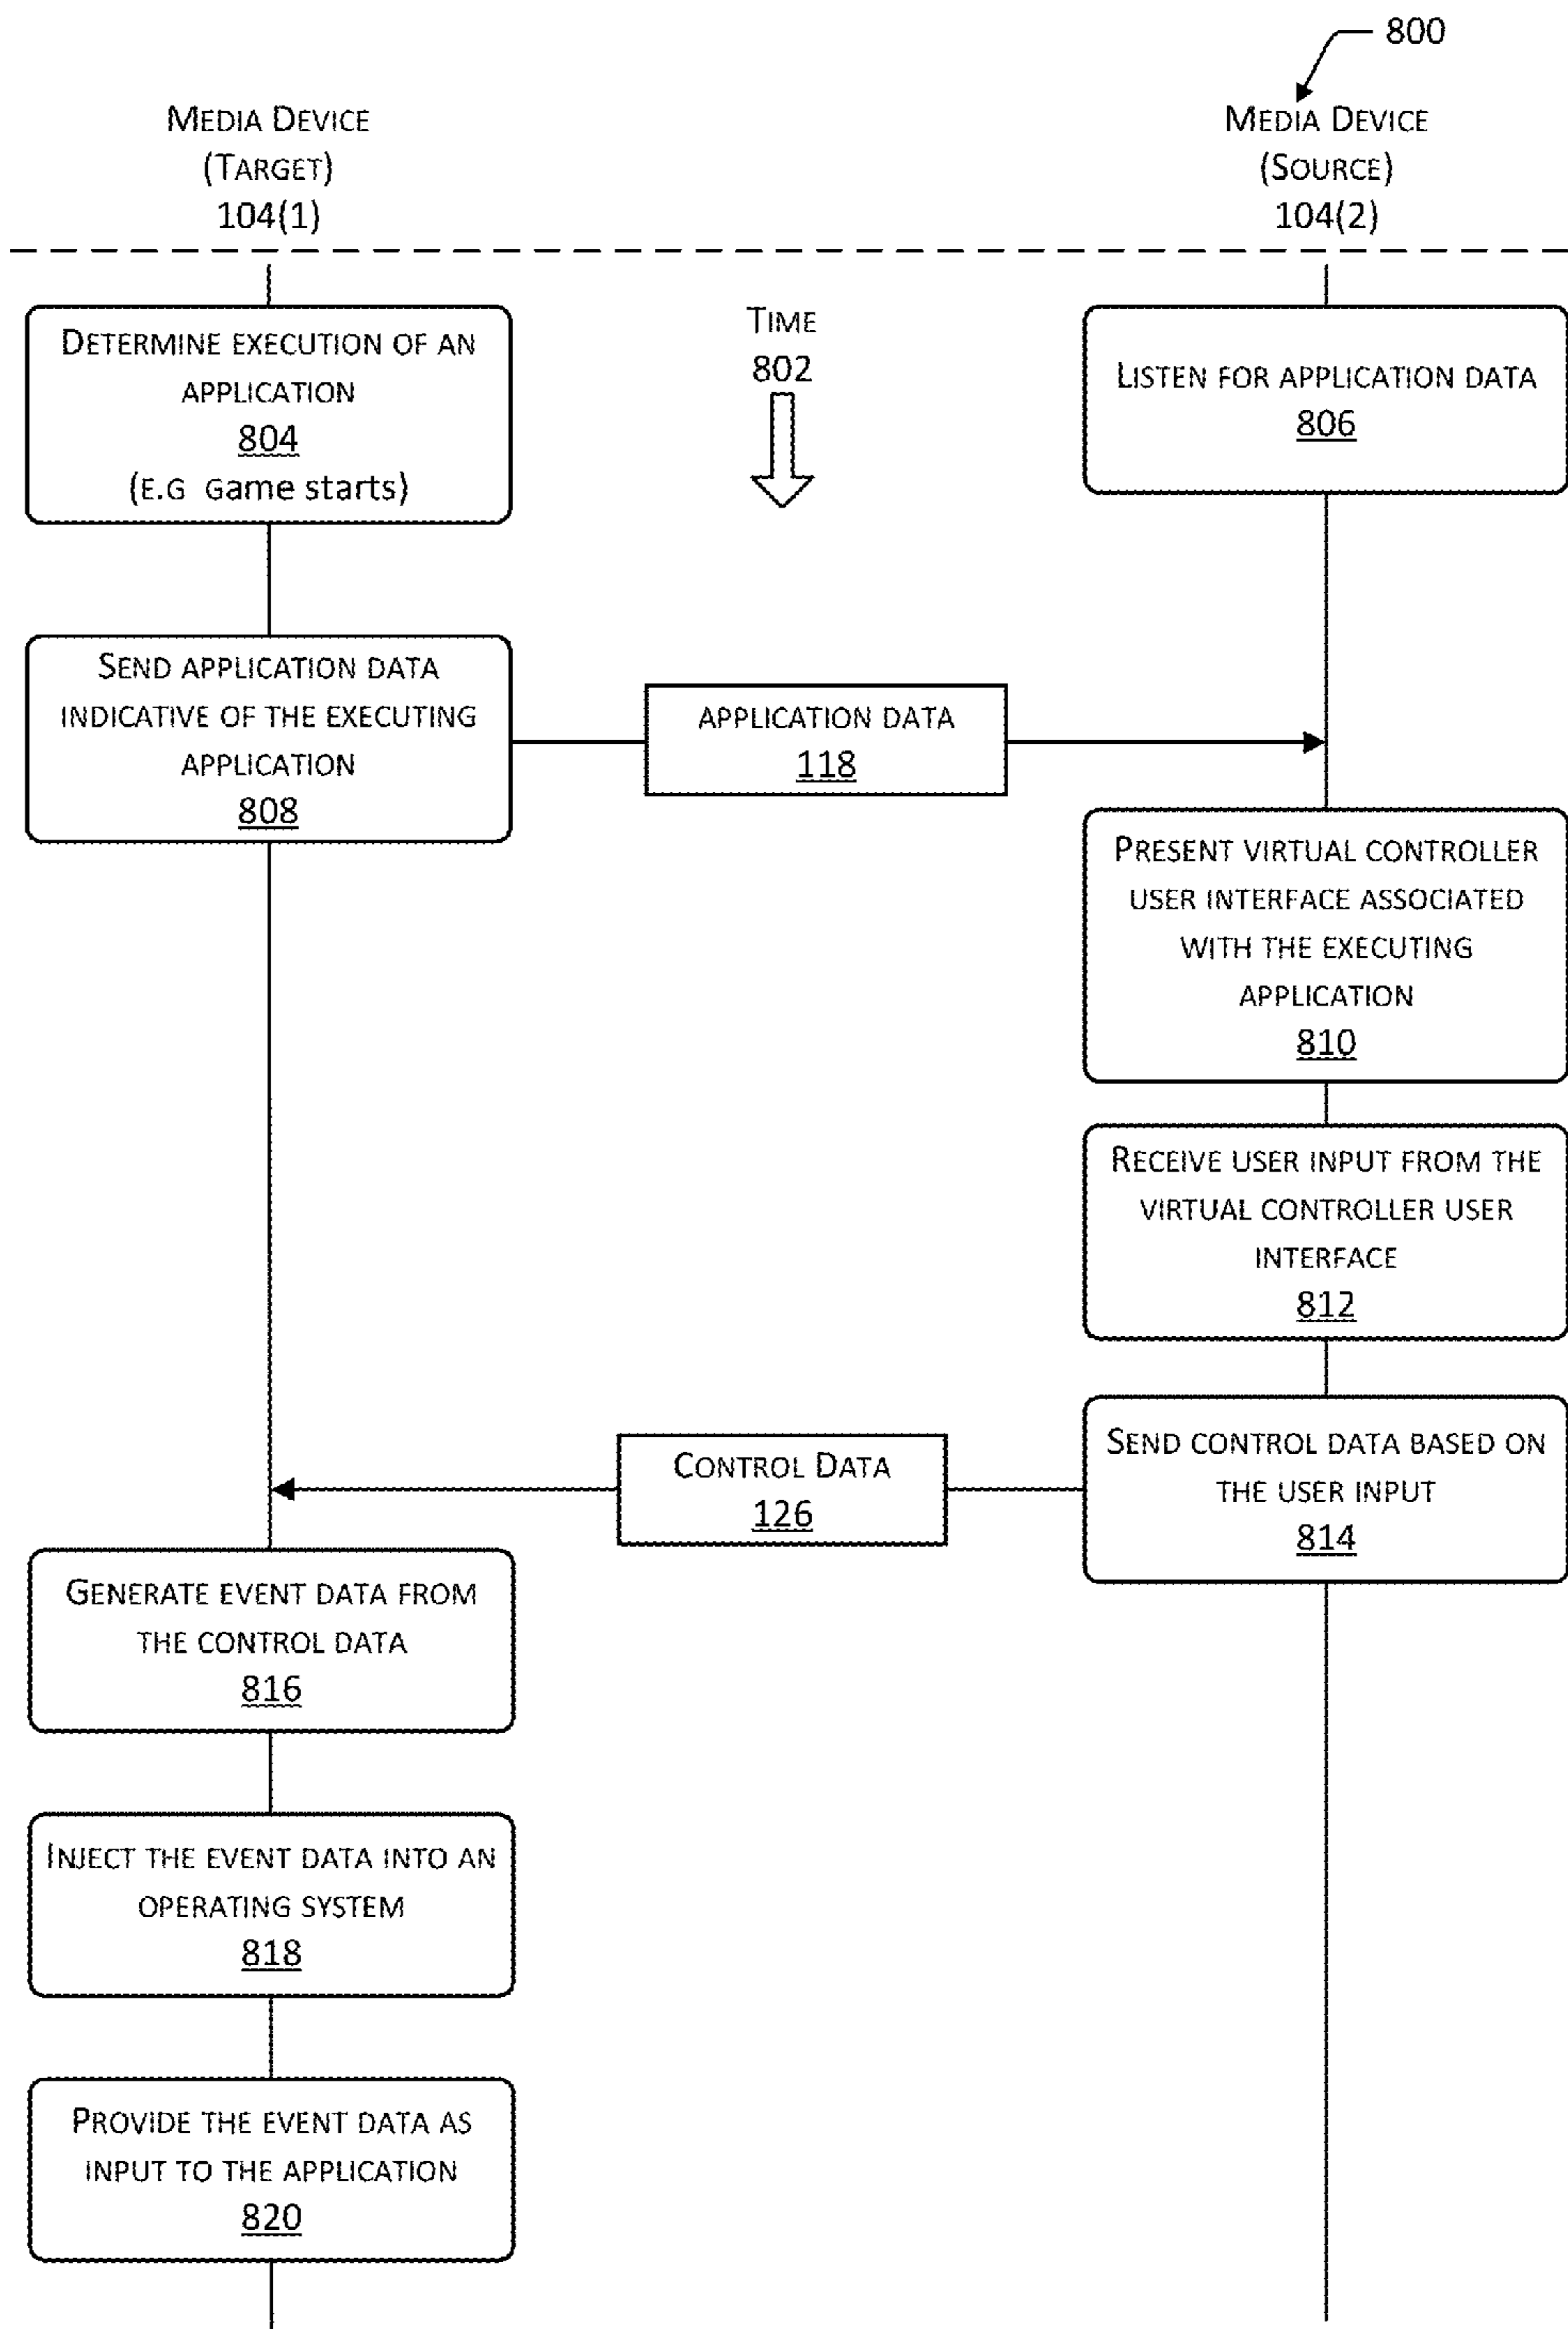 800
MEDIA DEVICE
(TARGET)
104(1)
MEDIA DEVICE
(SOURCE)
104(2)
DETERMINE EXECUTION OF AN
APPLICATION
804
(E.G Game starts)
TIME
802
LISTEN FOR APPLICATION DATA
806
SEND APPLICATION DATA
INDICATIVE OF THE EXECUTING
APPLICATION
808
APPLICATION DATA
118
PRESENT VIRTUAL CONTROLLER
USER INTERFACE ASSOCIATED
WITH THE EXECUTING
APPLICATION
810
RECEIVE USER INPUT FROM THE
VIRTUAL CONTROLLER USER
INTERFACE
812
SEND CONTROL DATA BASED ON
THE USER INPUT
814
CONTROL DATA
126
GENERATE EVENT DATA FROM
THE CONTROL DATA
816
INJECT THE EVENT DATA INTO AN
OPERATING SYSTEM
818
PROVIDE THE EVENT DATA AS
INPUT TO THE APPLICATION
820